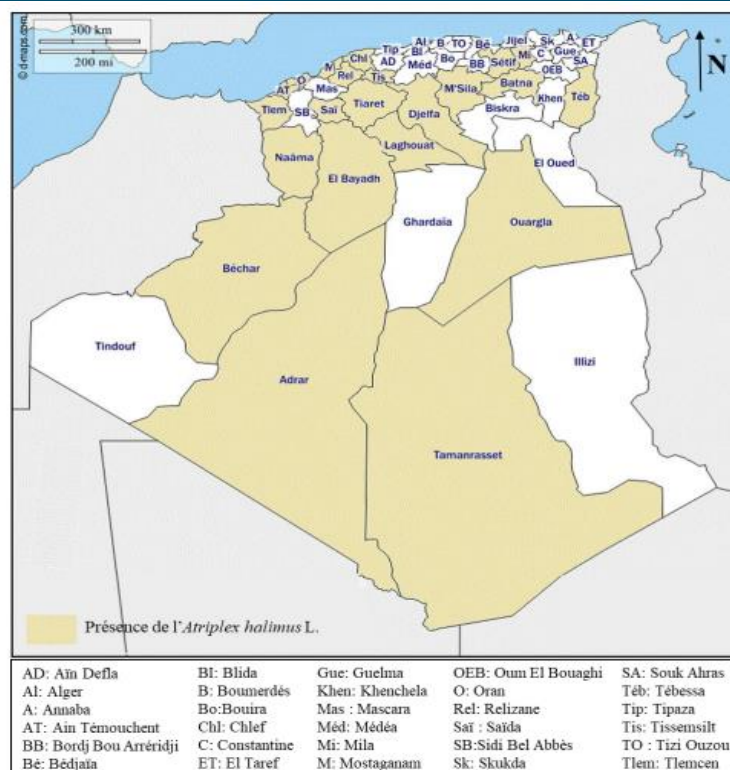 300 km
200 mi
© d-maps.com
N
Al
B
TO
Bé
Jijel
Sk
A
ET
Tip
Bl
AD
Méd
Bo
BB
Sétif
Mi
C
Gue
SA
OEB
Chl
M
Rel
Tis
O
AT
Mas
M'Sila
Batna
Khen
Téb
Tlem
SB
Saï
Tiaret
Djelfa
Biskra
Naâma
Laghouat
El Oued
El Bayadh
Ghardaïa
Ouargla
Béchar
Tindouf
Adrar
Illizi
Tamanrasset
Présence de l'Atriplex halimus L.
AD: Aïn Defla
Al: Alger
A: Annaba
AT: Ain Témouchent
BB: Bordj Bou Arréridji
Bé: Bédjaïa
BI: Blida
B: Boumerdés
Bo:Bouira
Chl: Chlef
C: Constantine
ET: El Taref
Gue: Guelma
Khen: Khenchela
Mas : Mascara
Méd: Médéa
Mi: Mila
M: Mostaganam
OEB: Oum El Bouaghi
O: Oran
Rel: Relizane
Saï : Saïda
SB:Sidi Bel Abbès
Sk: Skukda
SA: Souk Ahras
Téb: Tébessa
Tip: Tipaza
Tis: Tissemsilt
TO : Tizi Ouzou
Tlem: Tlemcen